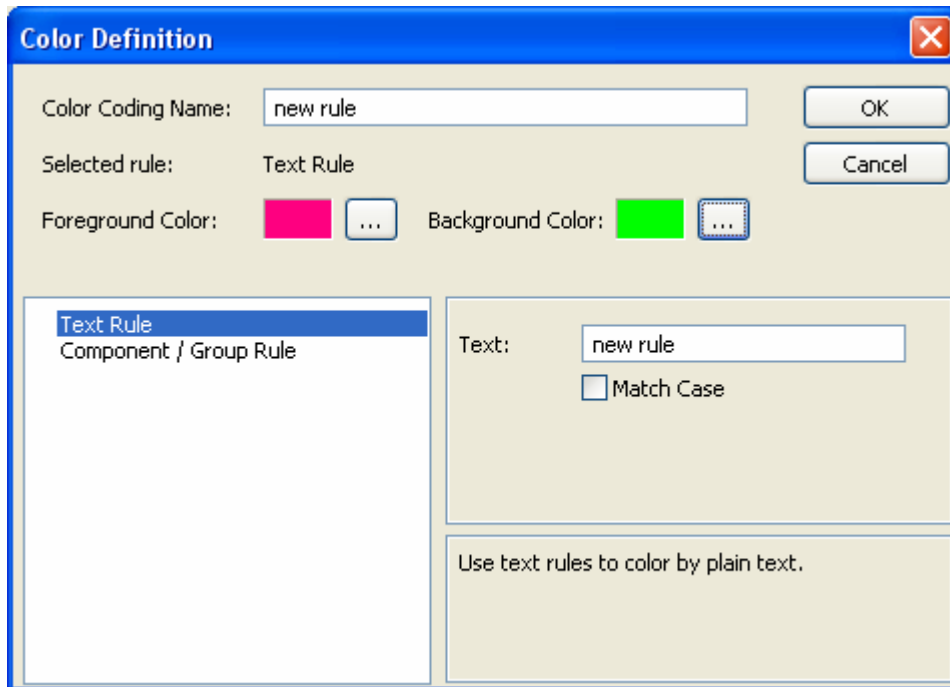 Color Definition
Color Coding Name: new rule OK
Selected rule: Text Rule Cancel
Foreground Color: ... Background Color: ...
Text Rule
Component / Group Rule
Text: new rule
Match Case
Use text rules to color by plain text.